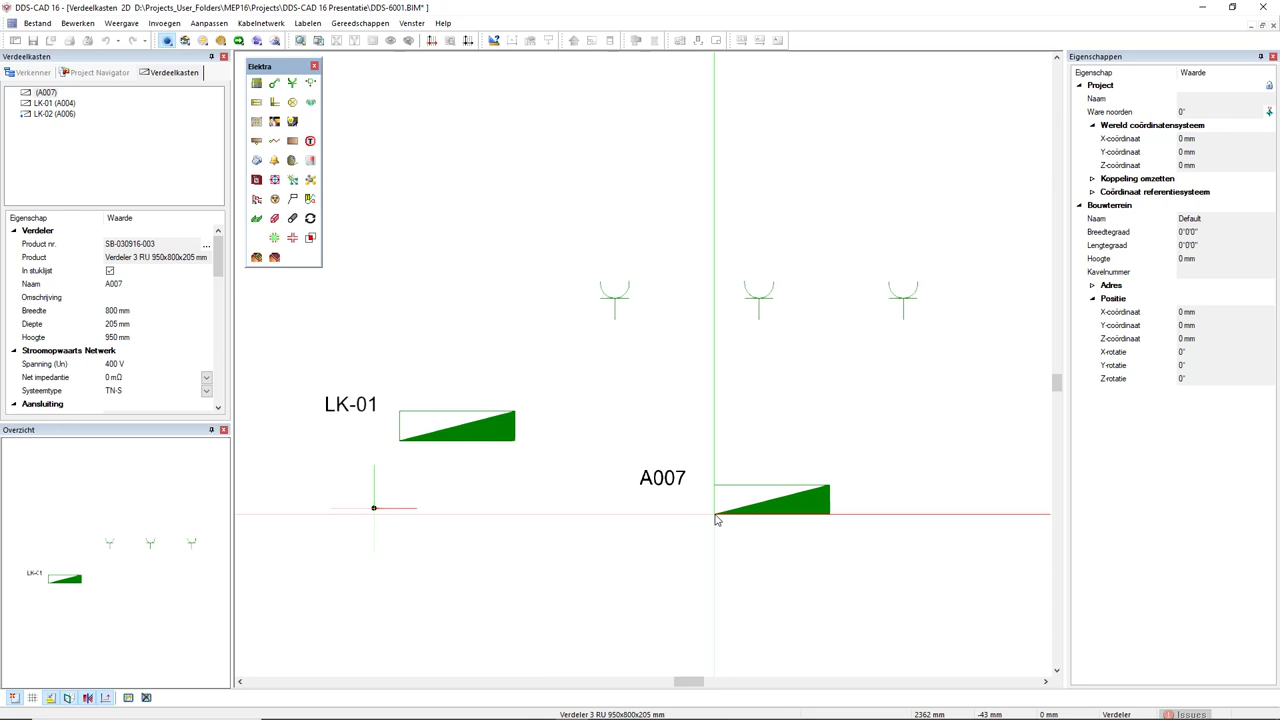 DDS-CAD 16 - [Verdeelkasten  2D  D:\Projects_User_Folders\MEP16\Projects\DDS-CAD 16 Presentatie\DDS-6001.BIM* ]
Bestand Bewerken Weergave Invoegen Aanpassen Kabelnetwerk Labelen Gereedschappen Venster Help
Verdeelkasten
Verkenner Project Navigator Verdeelkasten
(A007)
LK-01 (A004)
LK-02 (A006)
Eigenschap Waarde
Verdeler
Product nr. SB-030916-003 ...
Product Verdeler 3 RU 950x800x205 mm
In stuklijst
Naam A007
Omschrijving
Breedte 800 mm
Diepte 205 mm
Hoogte 950 mm
Stroomopwaarts Netwerk
Spanning (Un) 400 V
Net impedantie 0 mΩ
Systeemtype TN-S
Aansluiting
Overzicht
LK-01
Elektra
LK-01
A007
Eigenschappen
Eigenschap Waarde
Project
Naam
Ware noorden 0°
Wereld coördinatensysteem
X-coördinaat 0 mm
Y-coördinaat 0 mm
Z-coördinaat 0 mm
Koppeling omzetten
Coördinaat referentiesysteem
Bouwterrein
Naam Default
Breedtegraad 0°0'0"
Lengtegraad 0°0'0"
Hoogte 0 mm
Kavelnummer
Adres
Positie
X-coördinaat 0 mm
Y-coördinaat 0 mm
Z-coördinaat 0 mm
X-rotatie 0°
Y-rotatie 0°
Z-rotatie 0°
Verdeler 3 RU 950x800x205 mm 2362 mm -43 mm 0 mm Verdeler Issues